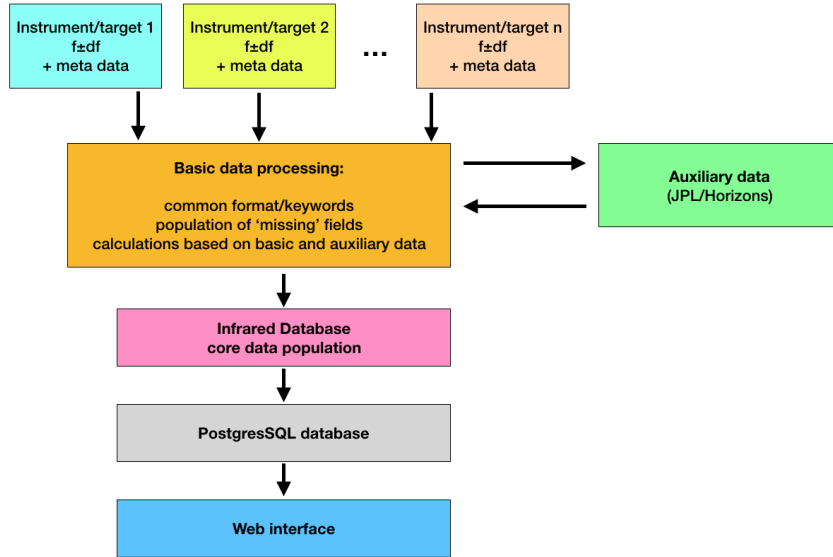 Instrument/target 1
f±df
+ meta data
Instrument/target 2
f±df
+ meta data
...
Instrument/target n
f±df
+ meta data
Basic data processing:
common format/keywords
population of ‘missing’ fields
calculations based on basic and auxiliary data
Auxiliary data
(JPL/Horizons)
Infrared Database
core data population
PostgresSQL database
Web interface